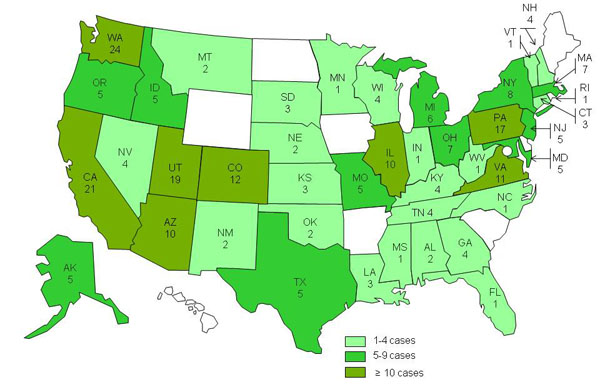 NH
4
VT
1
WA
24
MT
2
MA
7
OR
5
ID
5
MN
1
WI
4
SD
3
MI
6
NY
8
RI
1
CT
3
PA
17
NE
2
NV
4
UT
19
CO
12
IL
10
IN
1
OH
7
NJ
5
MD
5
WV
1
VA
11
CA
21
KS
3
MO
5
KY
4
NC
1
TN 4
AZ
10
NM
2
OK
2
MS
1
AL
2
GA
4
AK
5
TX
5
LA
3
FL
1
1-4 cases
5-9 cases
≥ 10 cases